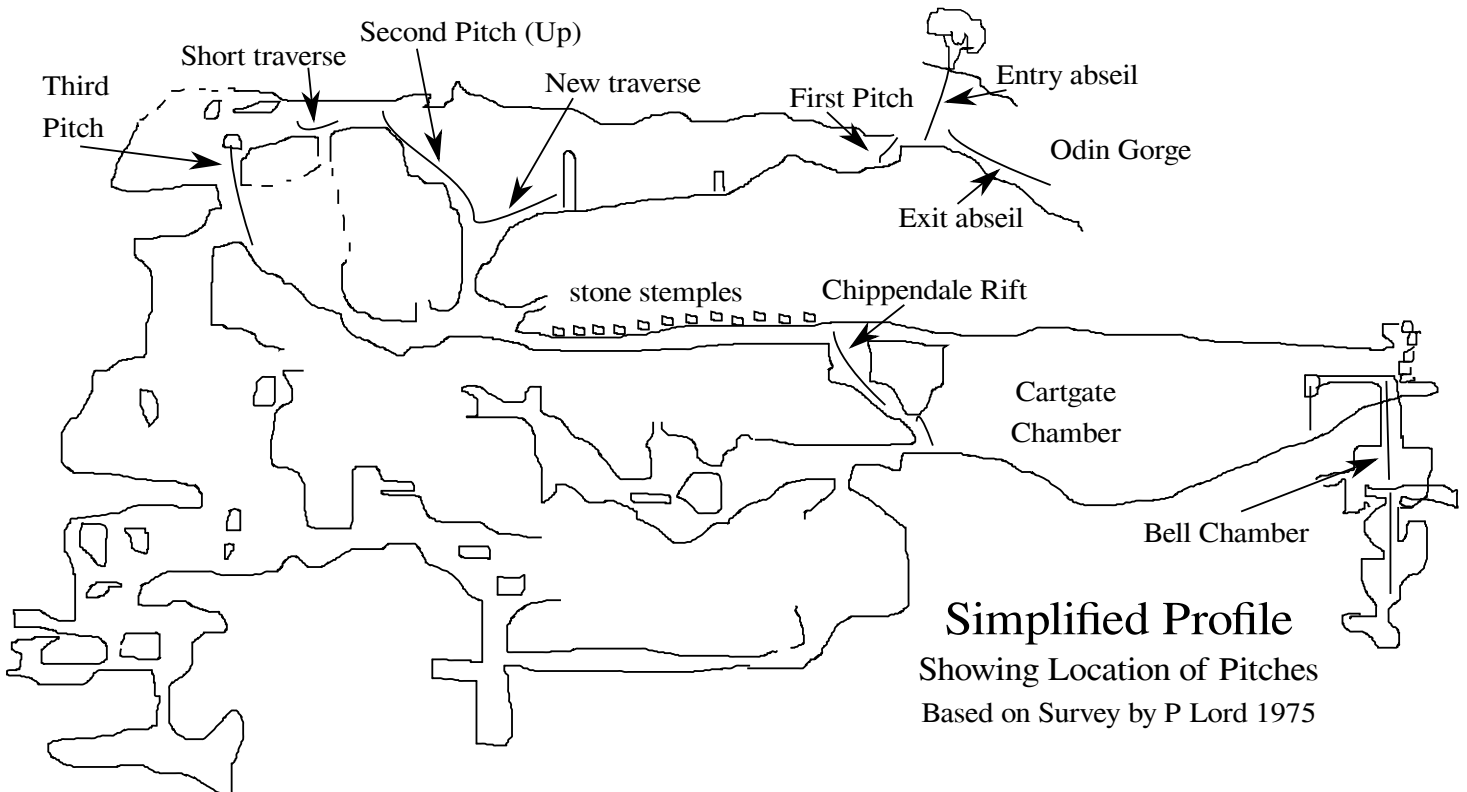 Second Pitch (Up)
Short traverse
Third
Pitch
New traverse
First Pitch
Entry abseil
Odin Gorge
Exit abseil
stone stemples
Chippendale Rift
Cartgate
Chamber
Bell Chamber
Simplified Profile
Showing Location of Pitches
Based on Survey by P Lord 1975